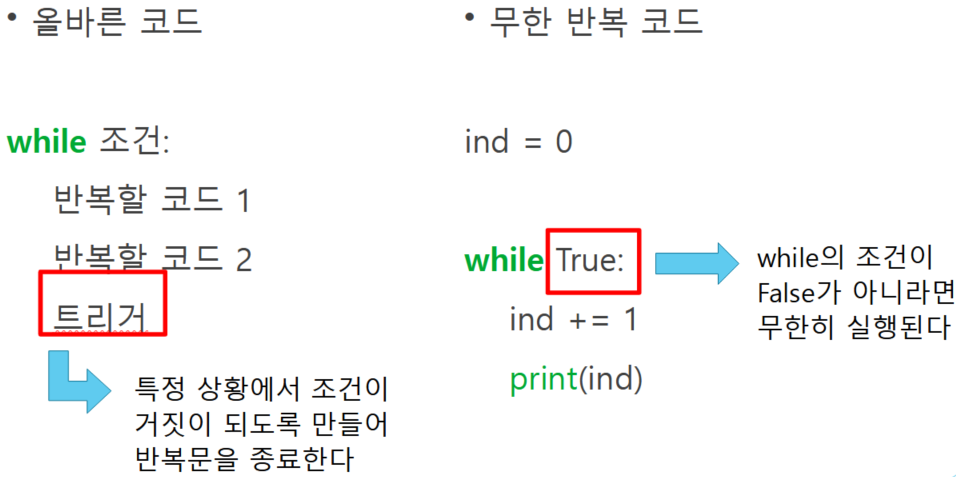 • 올바른 코드
while 조건:
반복할 코드 1
반복할 코드 2
트리거
특정 상황에서 조건이
거짓이 되도록 만들어
반복문을 종료한다
• 무한 반복 코드
ind = 0
while True:
ind += 1
print(ind)
while의 조건이
False가 아니라면
무한히 실행된다